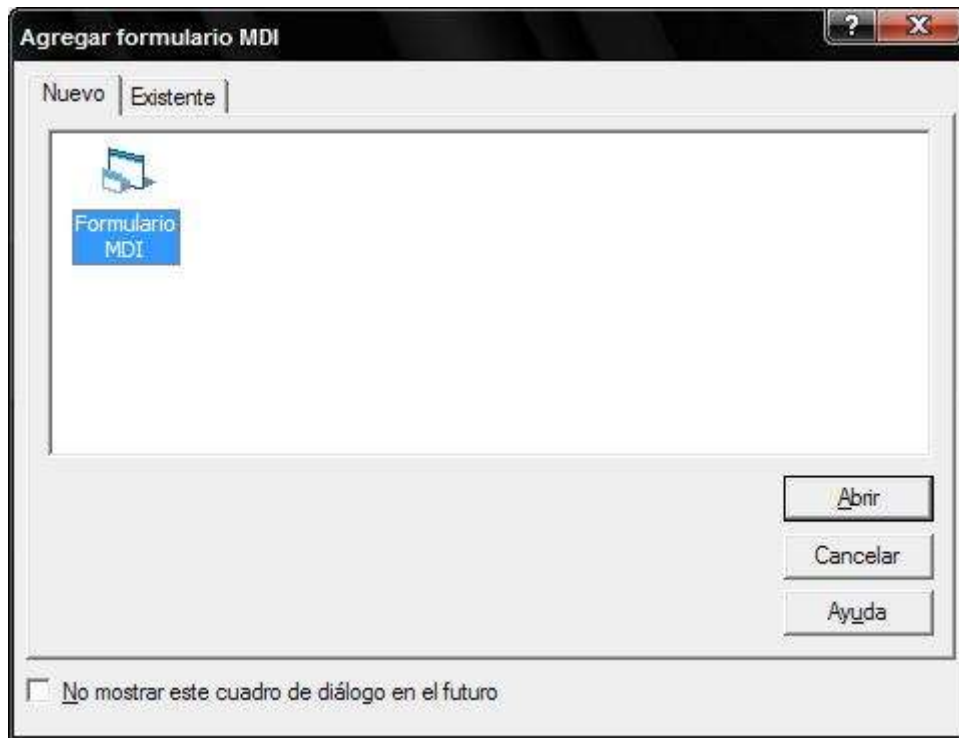 Agregar formulario MDI
?
X
Nuevo
Existente
Formulario
MDI
Abrir
Cancelar
Ayuda
No mostrar este cuadro de diálogo en el futuro